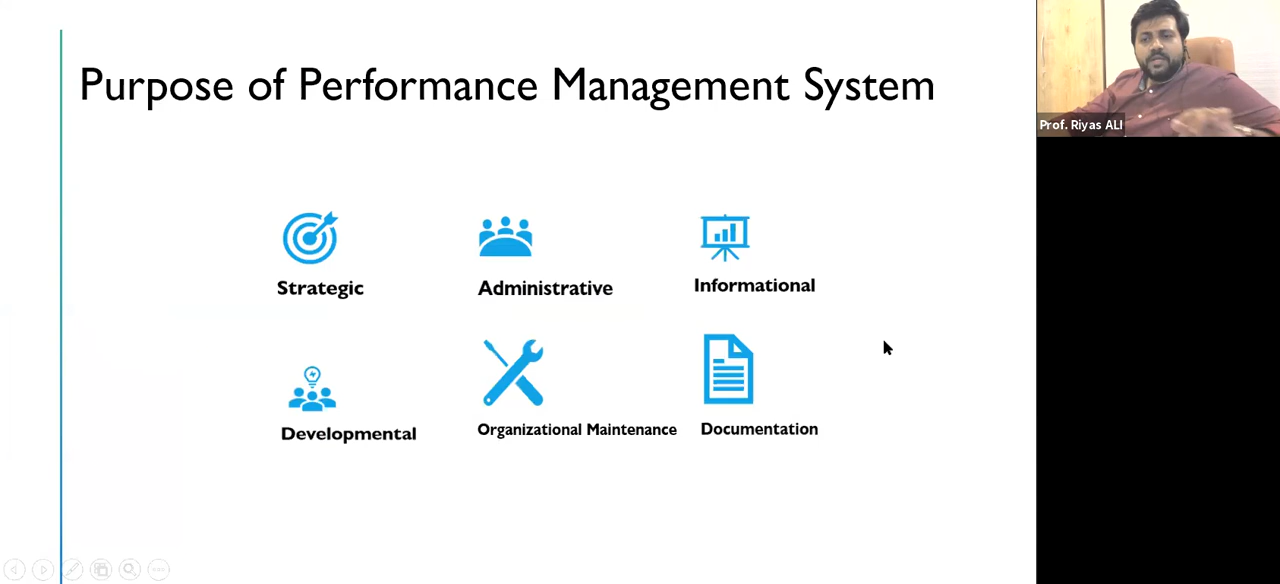 Purpose of Performance Management System
Prof. Riyas ALI
Strategic
Administrative
Informational
Developmental
Organizational Maintenance
Documentation